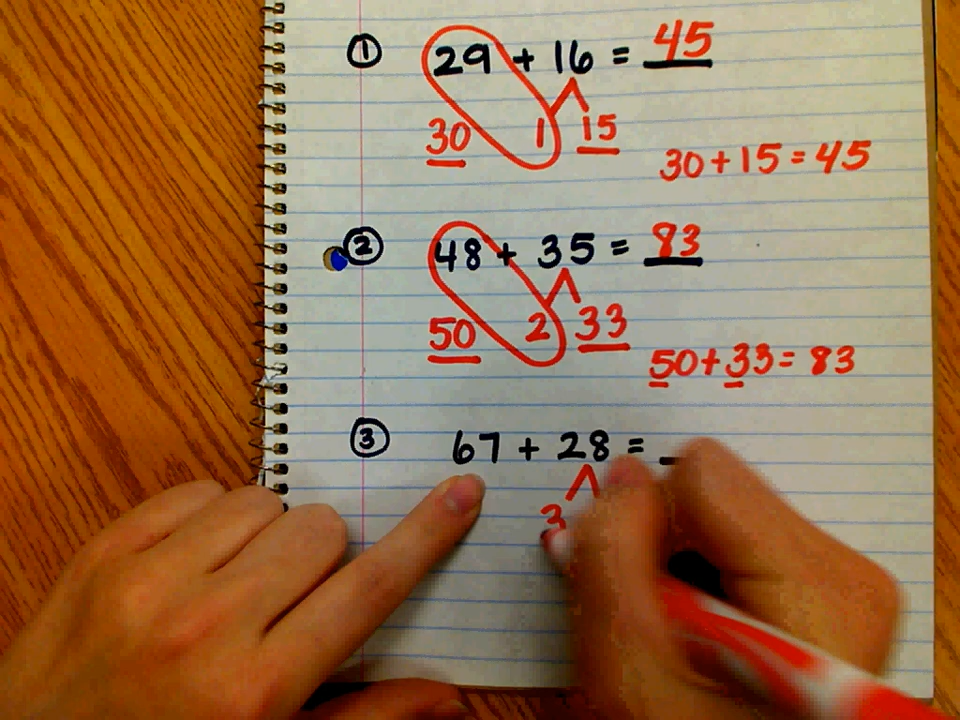 ① 29 + 16 = 45
30 1 15
30 + 15 = 45
② 48 + 35 = 83
50 2 33
50 + 33 = 83
③ 67 + 28 =
3